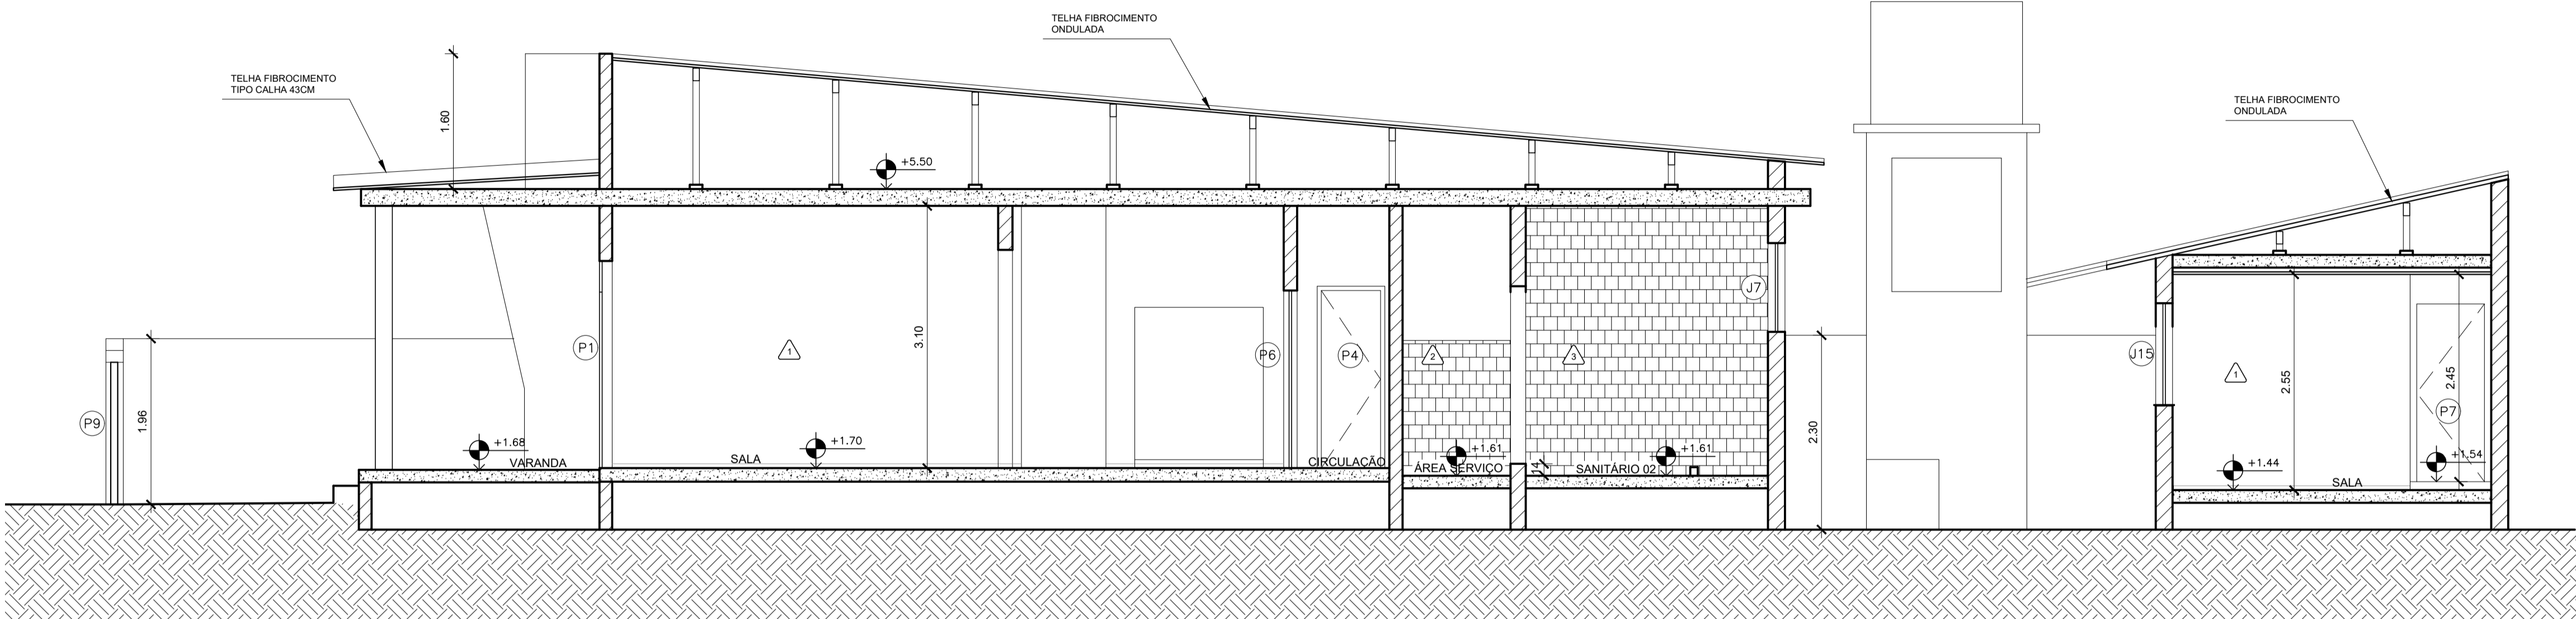 TELHA FIBROCIMENTO
ONDULADA
TELHA FIBROCIMENTO
TIPO CALHA 43CM
TELHA FIBROCIMENTO
ONDULADA
1.60
+5.50
3.10
J7
P1
1
P6
P4
2
3
J15
1
2.55
2.45
P7
P9
1.96
2.30
+1.68
+1.70
+1.61
+1.61
+1.44
+1.54
VARANDA
SALA
CIRCULAÇÃO
ÁREA SERVIÇO
14
SANITÁRIO 02
SALA